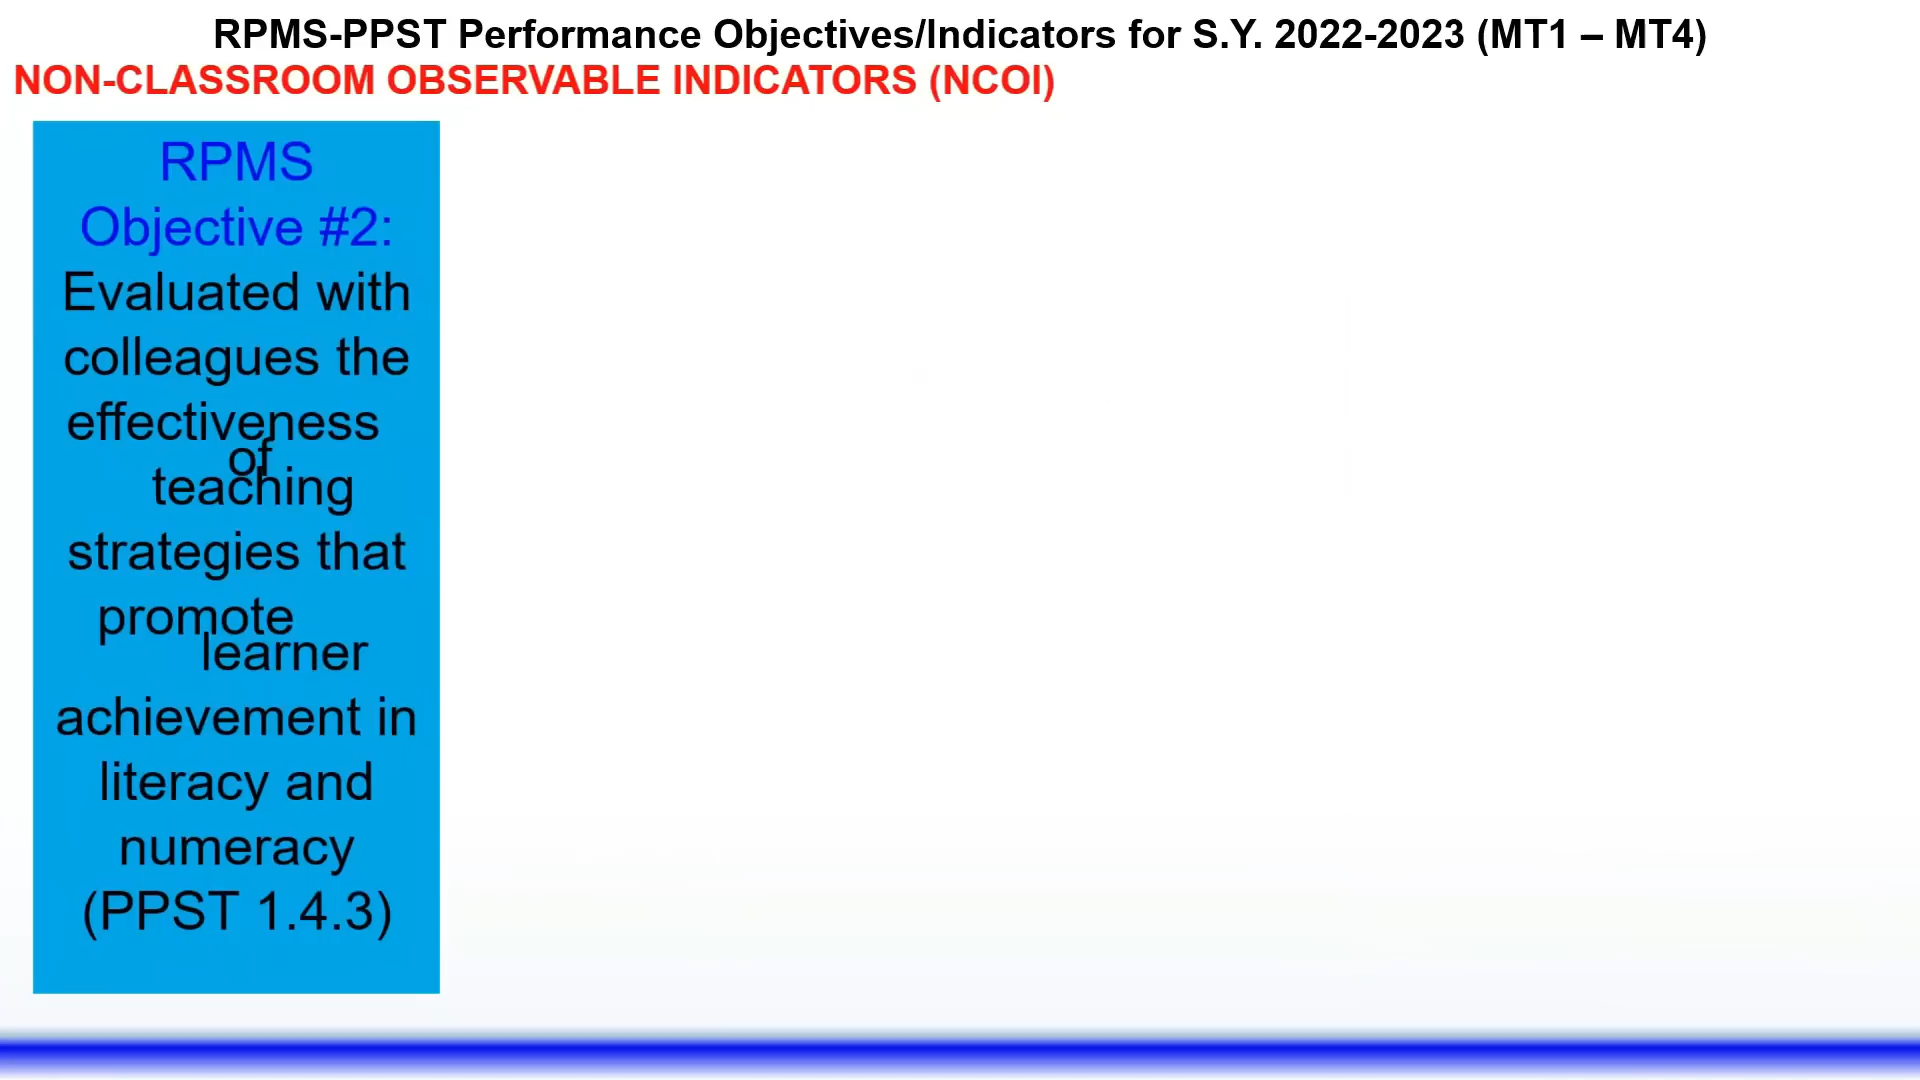 RPMS-PPST Performance Objectives/Indicators for S.Y. 2022-2023 (MT1 – MT4)
NON-CLASSROOM OBSERVABLE INDICATORS (NCOI)
RPMS
Objective #2:
Evaluated with
colleagues the
effectiveness
of
teaching
strategies that
promote
learner
achievement in
literacy and
numeracy
(PPST 1.4.3)